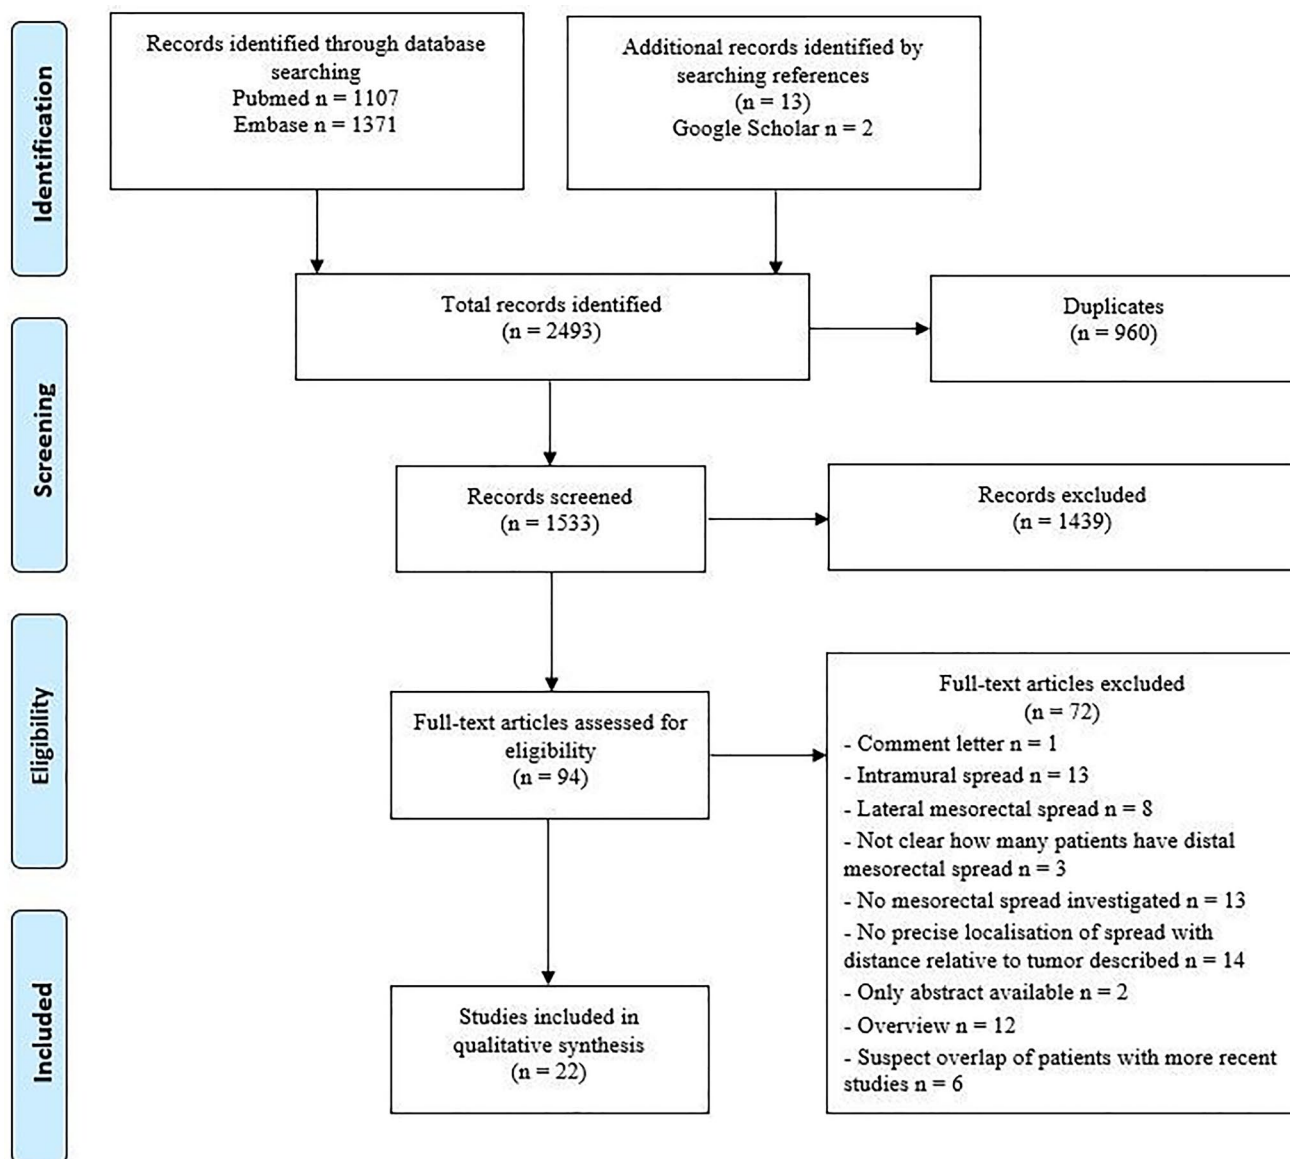 Identification
Records identified through database
searching
Pubmed n = 1107
Embase n = 1371
Additional records identified by
searching references
(n = 13)
Google Scholar n = 2
Total records identified
(n = 2493)
Duplicates
(n = 960)
Screening
Records screened
(n = 1533)
Records excluded
(n = 1439)
Eligibility
Full-text articles assessed for
eligibility
(n = 94)
Full-text articles excluded
(n = 72)
- Comment letter n = 1
- Intramural spread n = 13
- Lateral mesorectal spread n = 8
- Not clear how many patients have distal
mesorectal spread n = 3
- No mesorectal spread investigated n = 13
- No precise localisation of spread with
distance relative to tumor described n = 14
- Only abstract available n = 2
- Overview n = 12
- Suspect overlap of patients with more recent
studies n = 6
Included
Studies included in
qualitative synthesis
(n = 22)